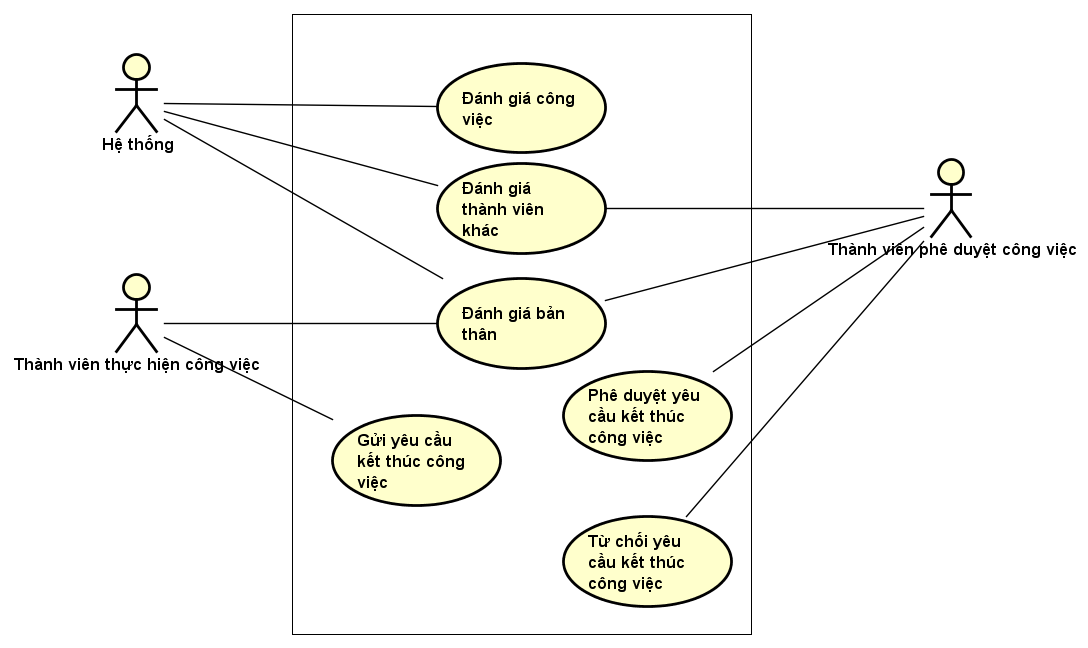 Hệ thống
Đánh giá công
việc
Đánh giá
thành viên
khác
Thành viên phê duyệt công việc
Đánh giá bản
thân
Thành viên thực hiện công việc
Phê duyệt yêu
cầu kết thúc
công việc
Gửi yêu cầu
kết thúc công
việc
Từ chối yêu
cầu kết thúc
công việc